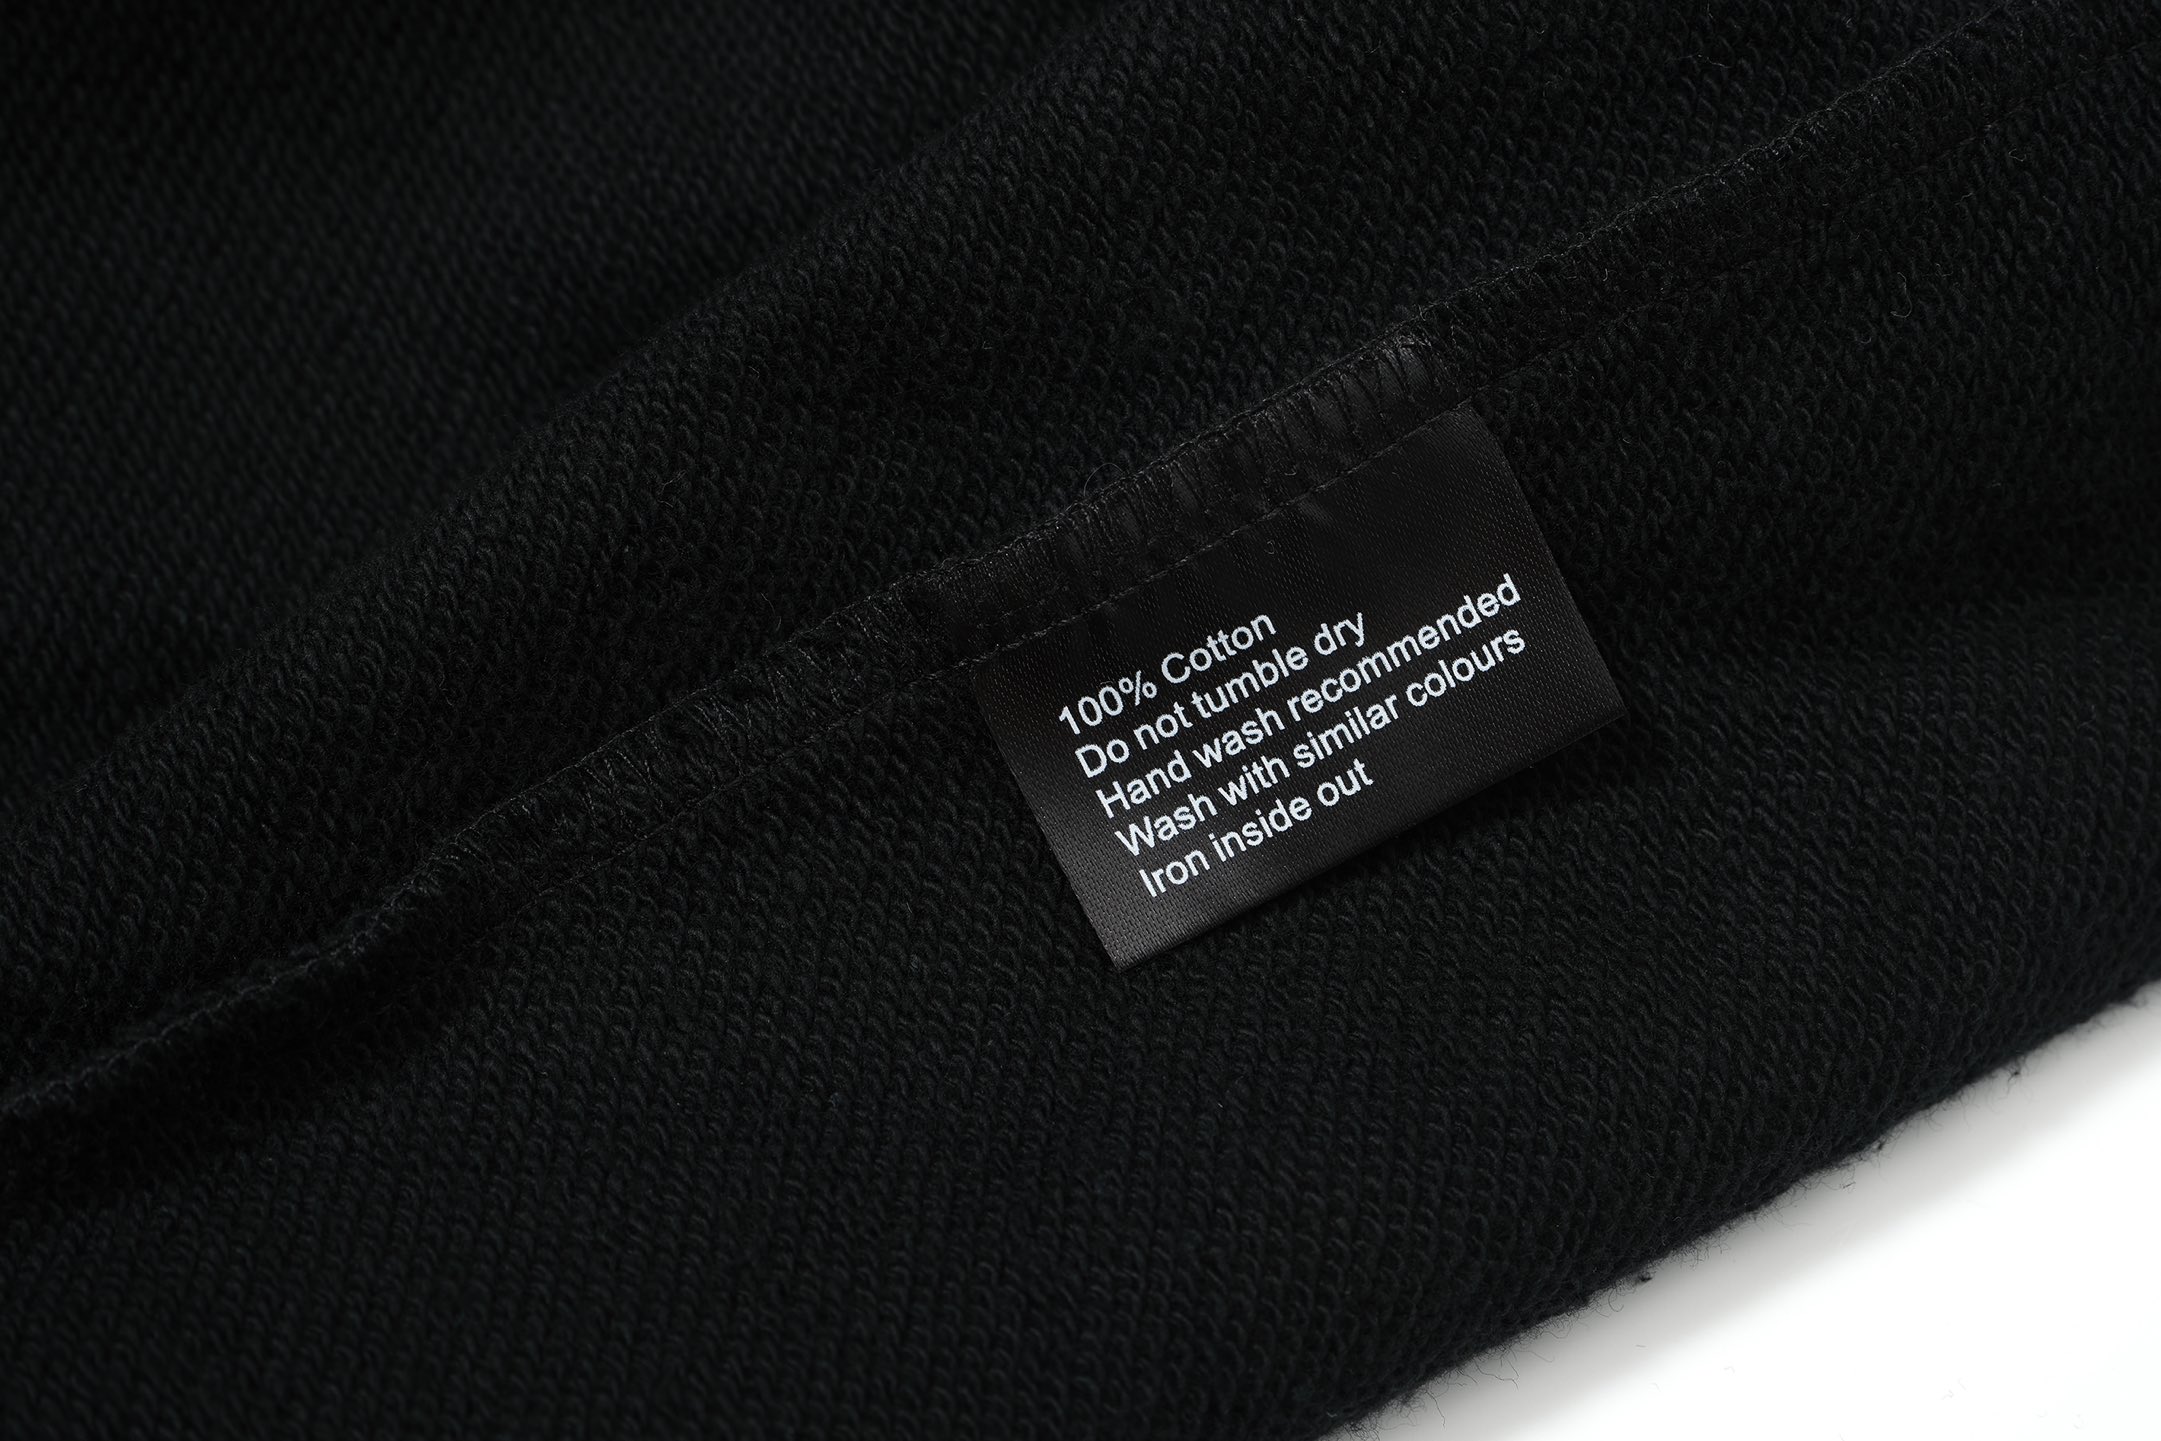 100% Cotton
Do not tumble dry
Hand wash recommended
Wash with similar colours
Iron inside out